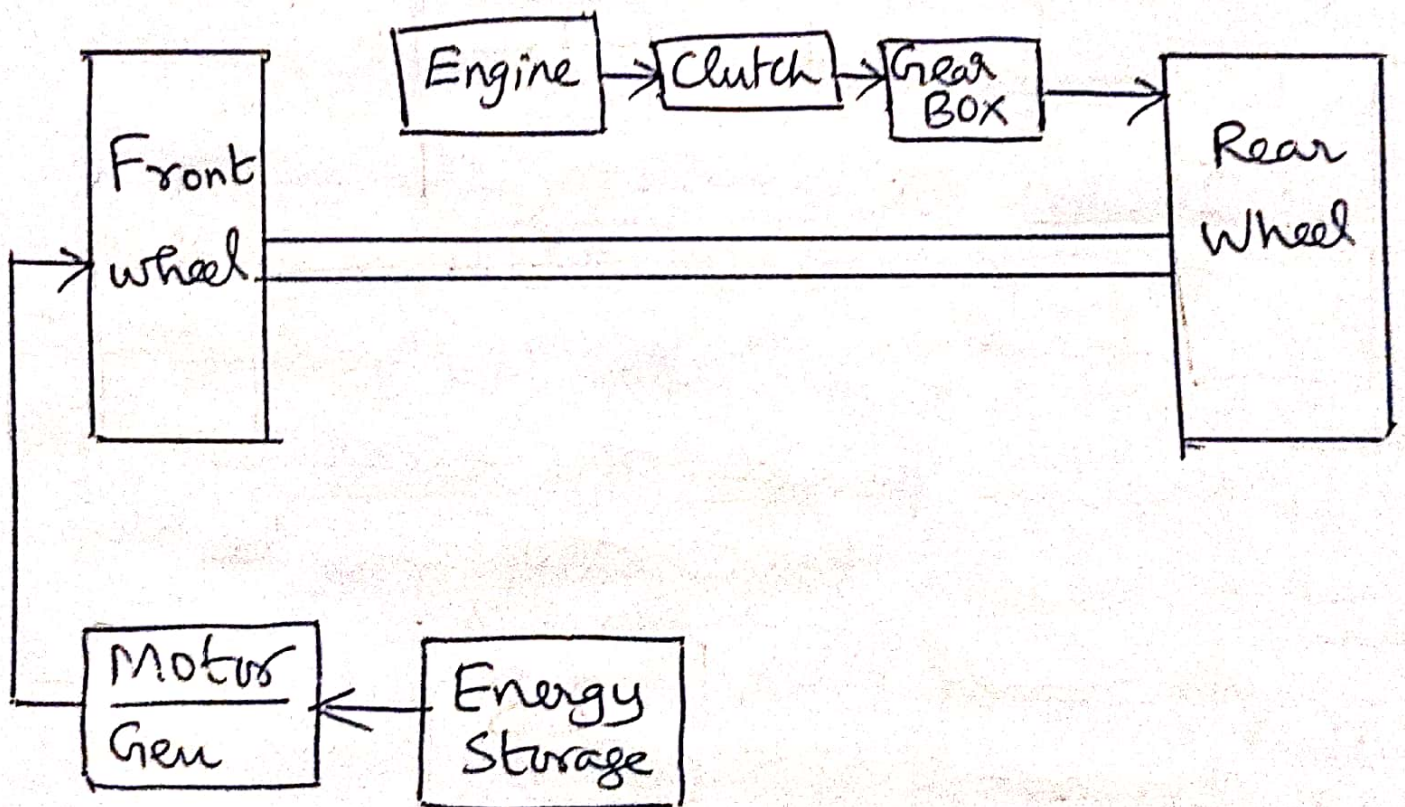 Engine
Clutch
Gear
BOX
Front
wheel
Rear
Wheel
Motor
Gen
Energy
Storage